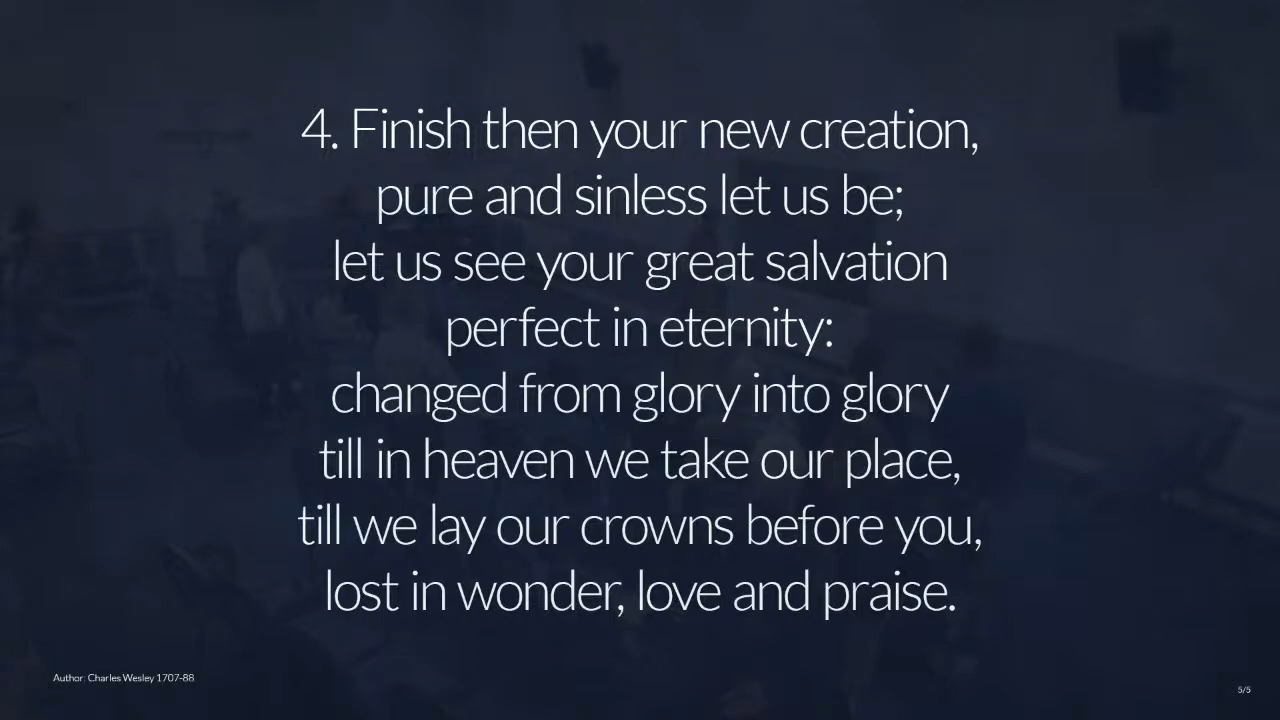 4. Finish then your new creation,
pure and sinless let us be;
let us see your great salvation
perfect in eternity:
changed from glory into glory
till in heaven we take our place,
till we lay our crowns before you,
lost in wonder, love and praise.
Author: Charles Wesley 1707-88
5/5